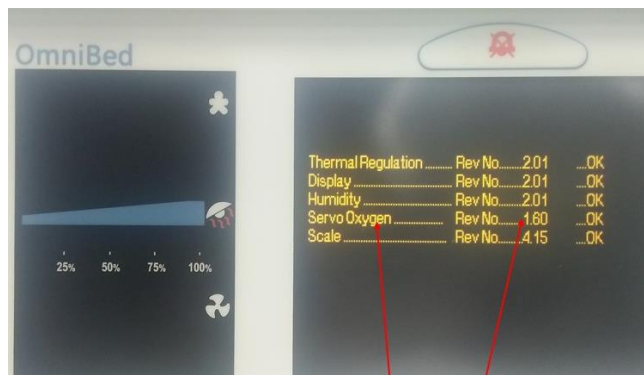 OmniBed
Thermal Regulation ........ Rev No.......2.01 ....OK
Display ........................ Rev No.......2.01 ....OK
Humidity ...................... Rev No.......2.01 ....OK
Servo Oxygen .............. Rev No.......1.60 ....OK
Scale ........................... Rev No.......4.15 ....OK
25% 50% 75% 100%